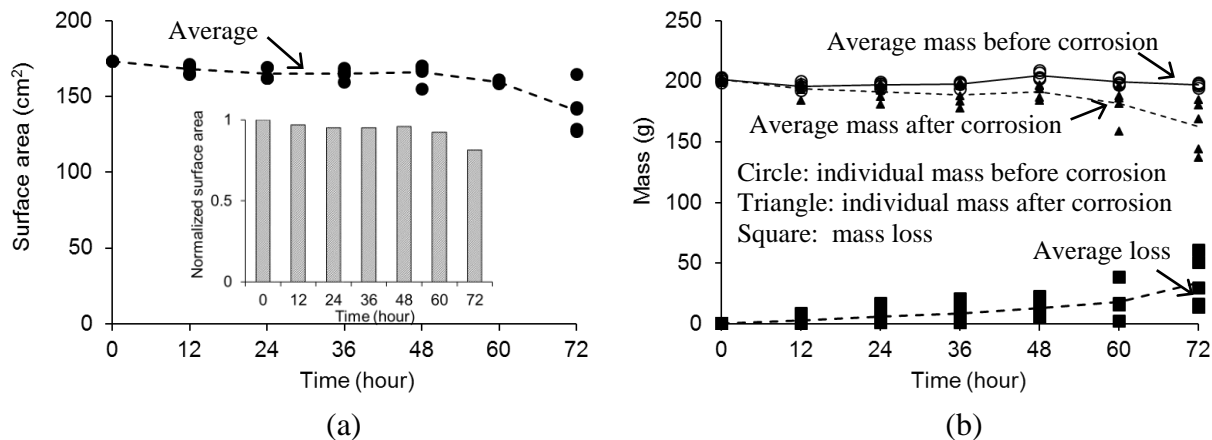 (a)
200
150
100
50
0
Surface area (cm²)
Average
1
0.5
0
Normalized surface area
0 12 24 36 48 60 72
Time (hour)
0 12 24 36 48 60 72
Time (hour)
(a)
(b)
250
200
150
100
50
0
Mass (g)
Average mass before corrosion
Average mass after corrosion
Circle: individual mass before corrosion
Triangle: individual mass after corrosion
Square: mass loss
Average loss
0 12 24 36 48 60 72
Time (hour)
(b)